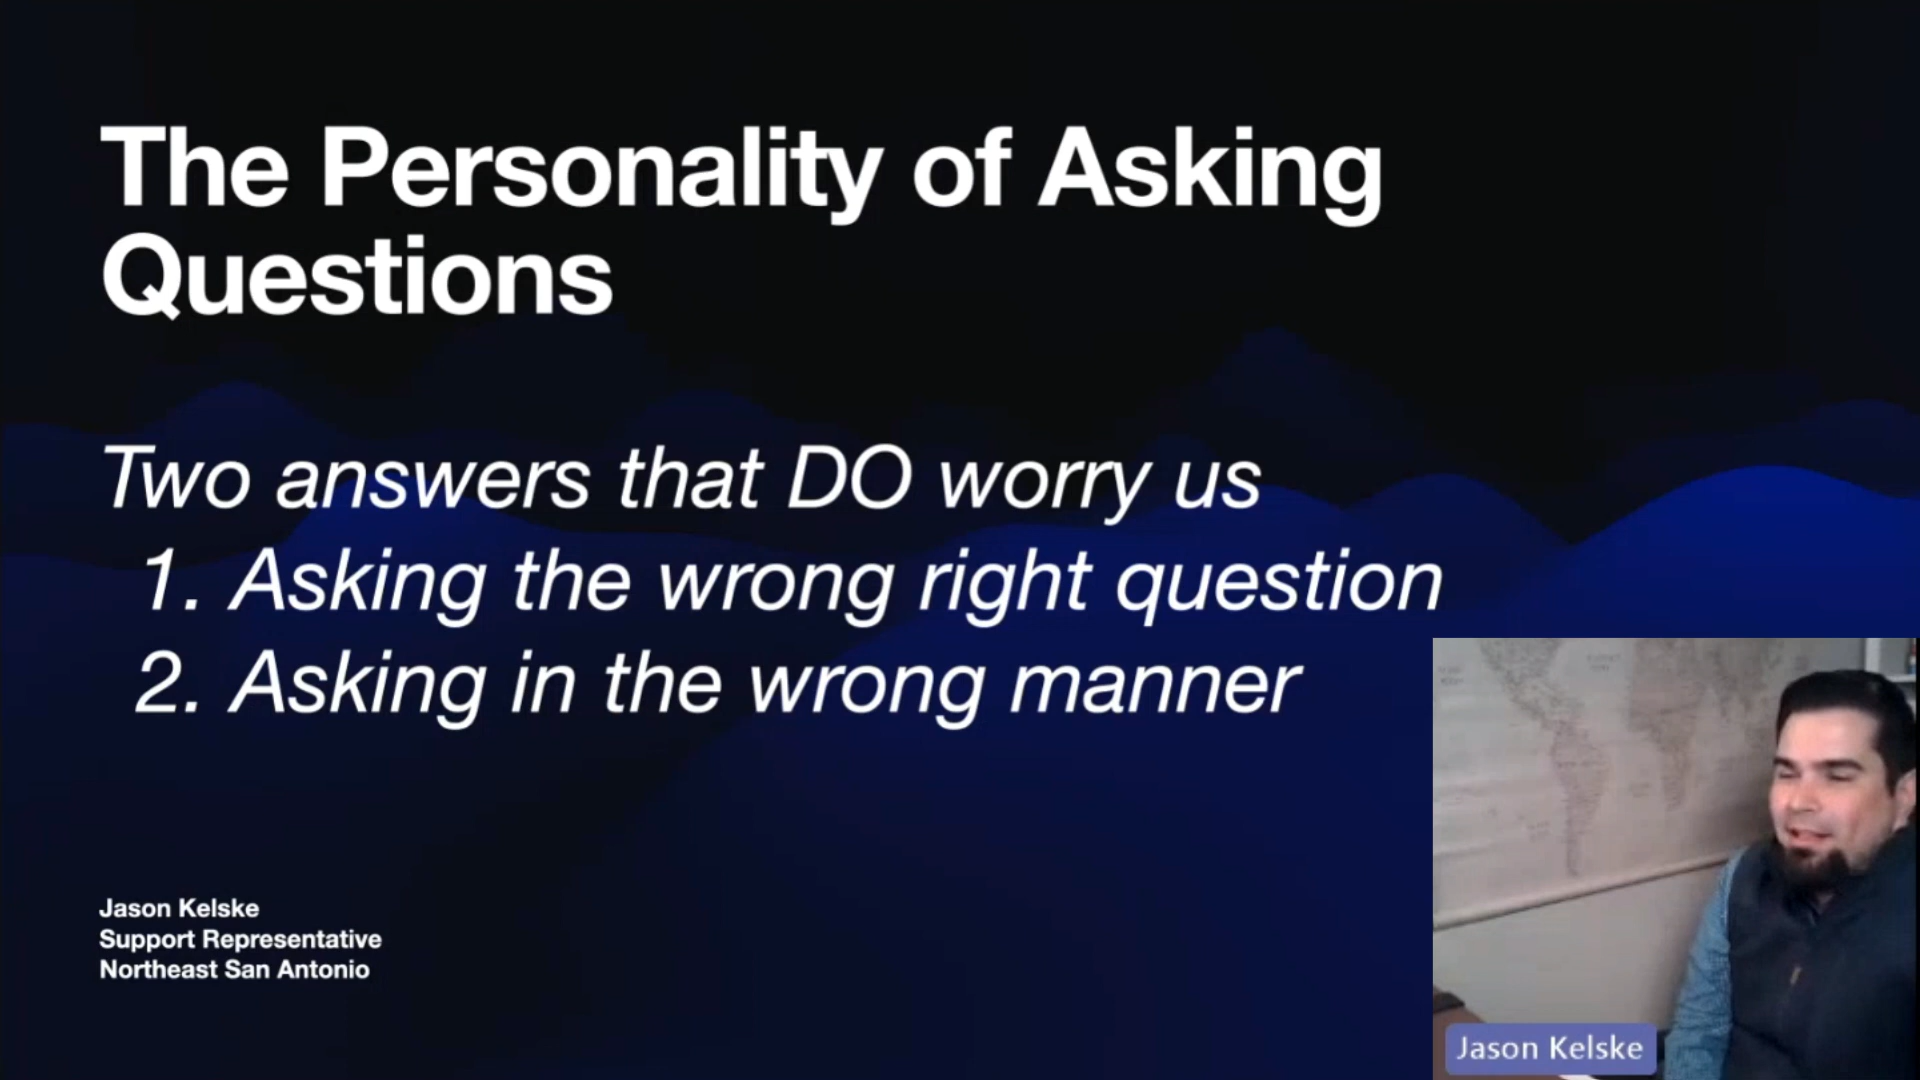 The Personality of Asking
Questions
Two answers that DO worry us
1. Asking the wrong right question
2. Asking in the wrong manner
Jason Kelske
Support Representative
Northeast San Antonio
Jason Kelske